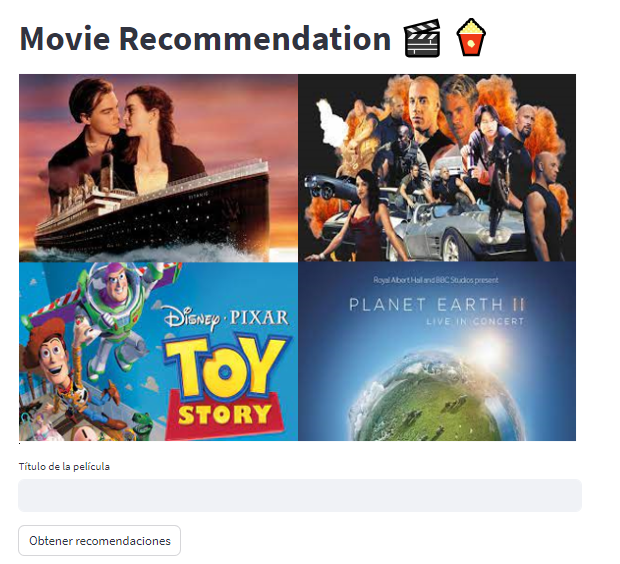 Movie Recommendation
TITANIC
Royal Albert Hall and BBC Studios present
PLANET EARTH II
LIVE IN CONCERT
Disney · PIXAR
TOY
STORY
Título de la película
Obtener recomendaciones